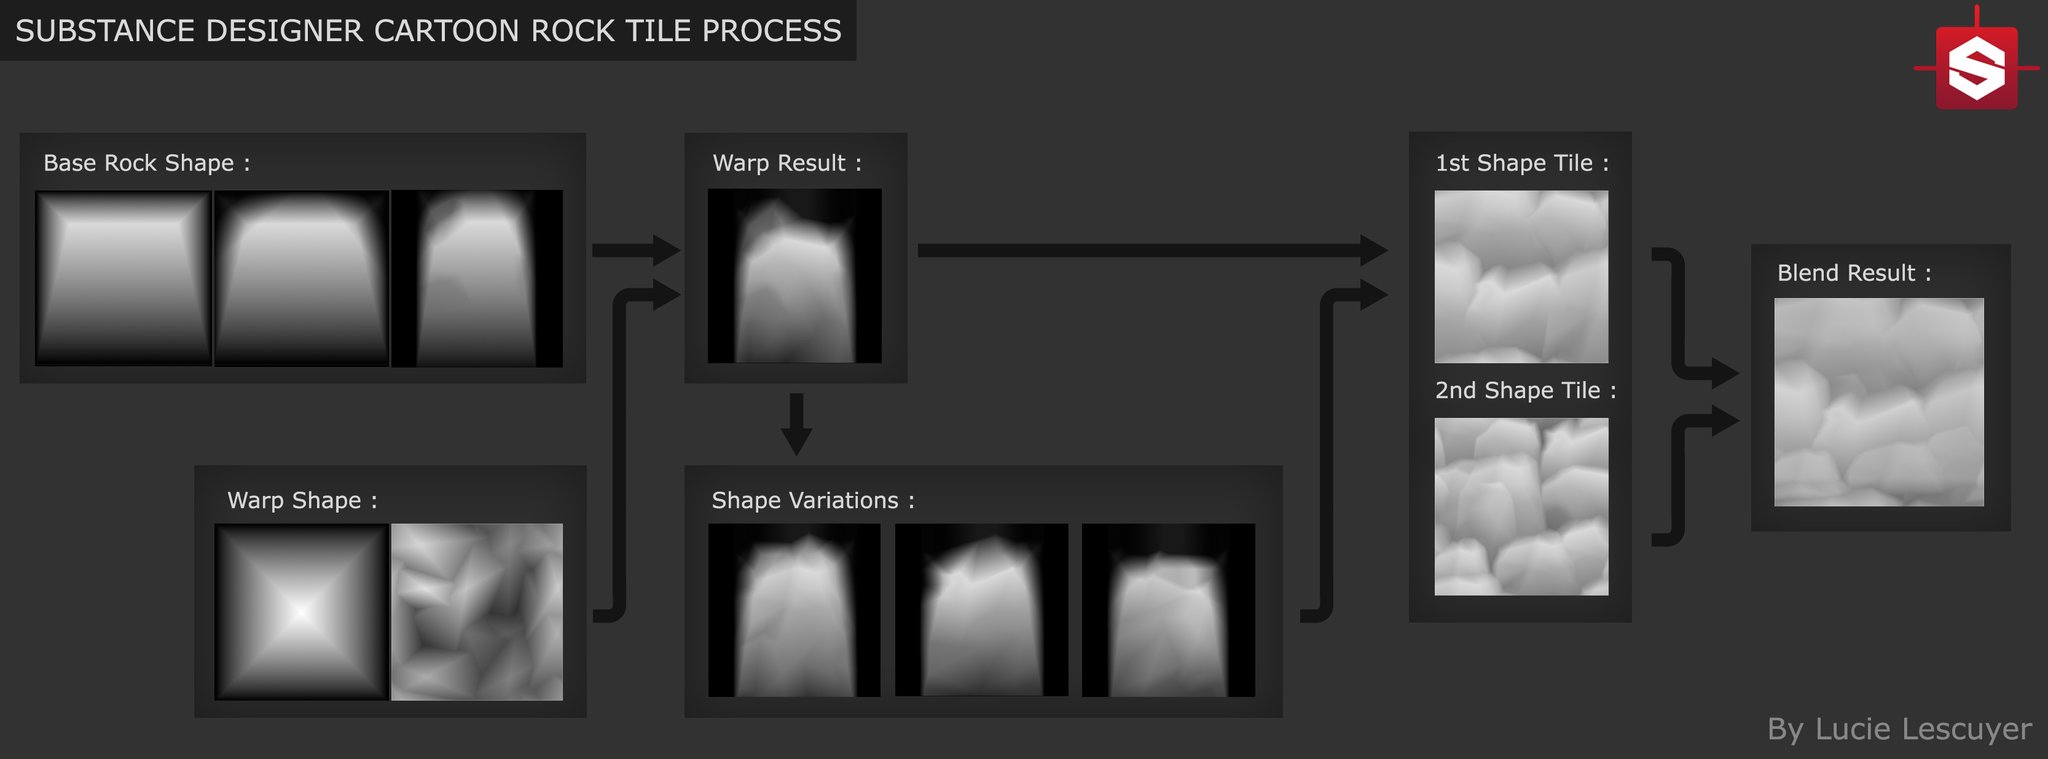 SUBSTANCE DESIGNER CARTOON ROCK TILE PROCESS
Base Rock Shape :
Warp Result :
1st Shape Tile :
Blend Result :
2nd Shape Tile :
Warp Shape :
Shape Variations :
By Lucie Lescuyer